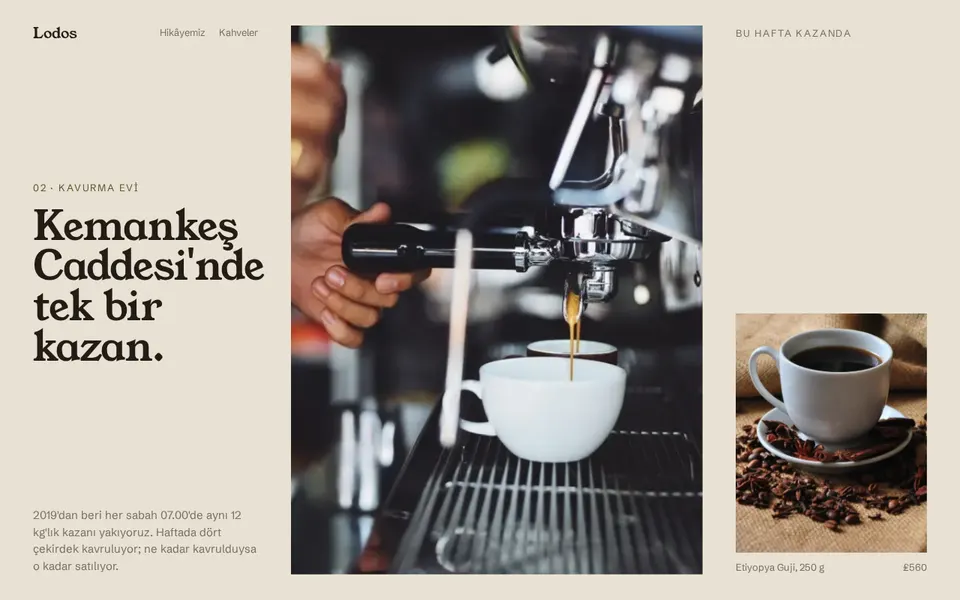 Lodos
Hikâyemiz Kahveler
BU HAFTA KAZANDA
02 · KAVURMA EVİ
Kemankeş
Caddesi'nde
tek bir
kazan.
2019'dan beri her sabah 07.00'de aynı 12
kg'lık kazanı yakıyoruz. Haftada dört
çekirdek kavruluyor; ne kadar kavrulduysa
o kadar satılıyor.
Etiyopya Guji, 250 g ₤560